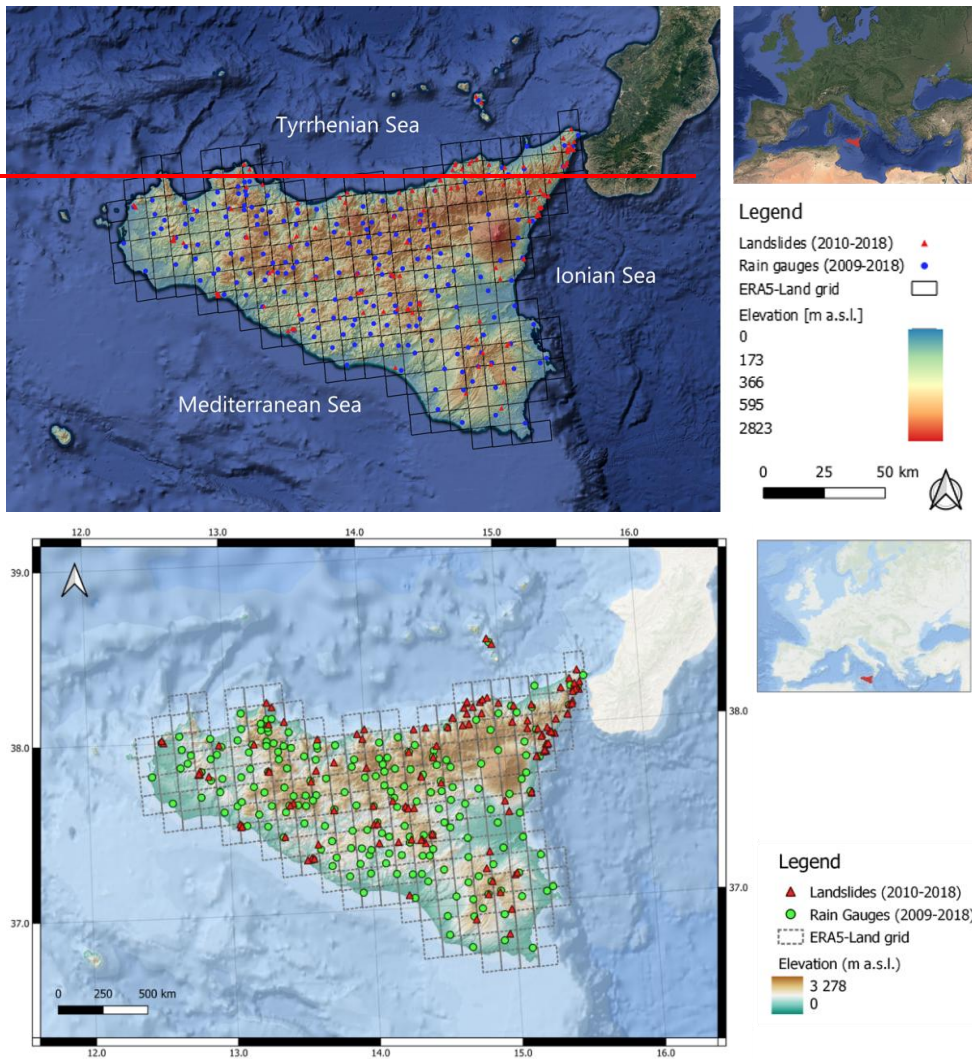 Tyrrhenian Sea
Ionian Sea
Mediterranean Sea
Legend
Landslides (2010-2018)
Rain gauges (2009-2018)
ERA5-Land grid
Elevation [m a.s.l.]
0
173
366
595
2823
0 25 50 km
12.0 13.0 14.0 15.0 16.0
39.0
38.0
38.0
37.0
37.0
0 250 500 km
12.0 13.0 14.0 15.0 16.0
Legend
Landslides (2010-2018)
Rain Gauges (2009-2018)
ERA5-Land grid
Elevation (m a.s.l.)
3 278
0